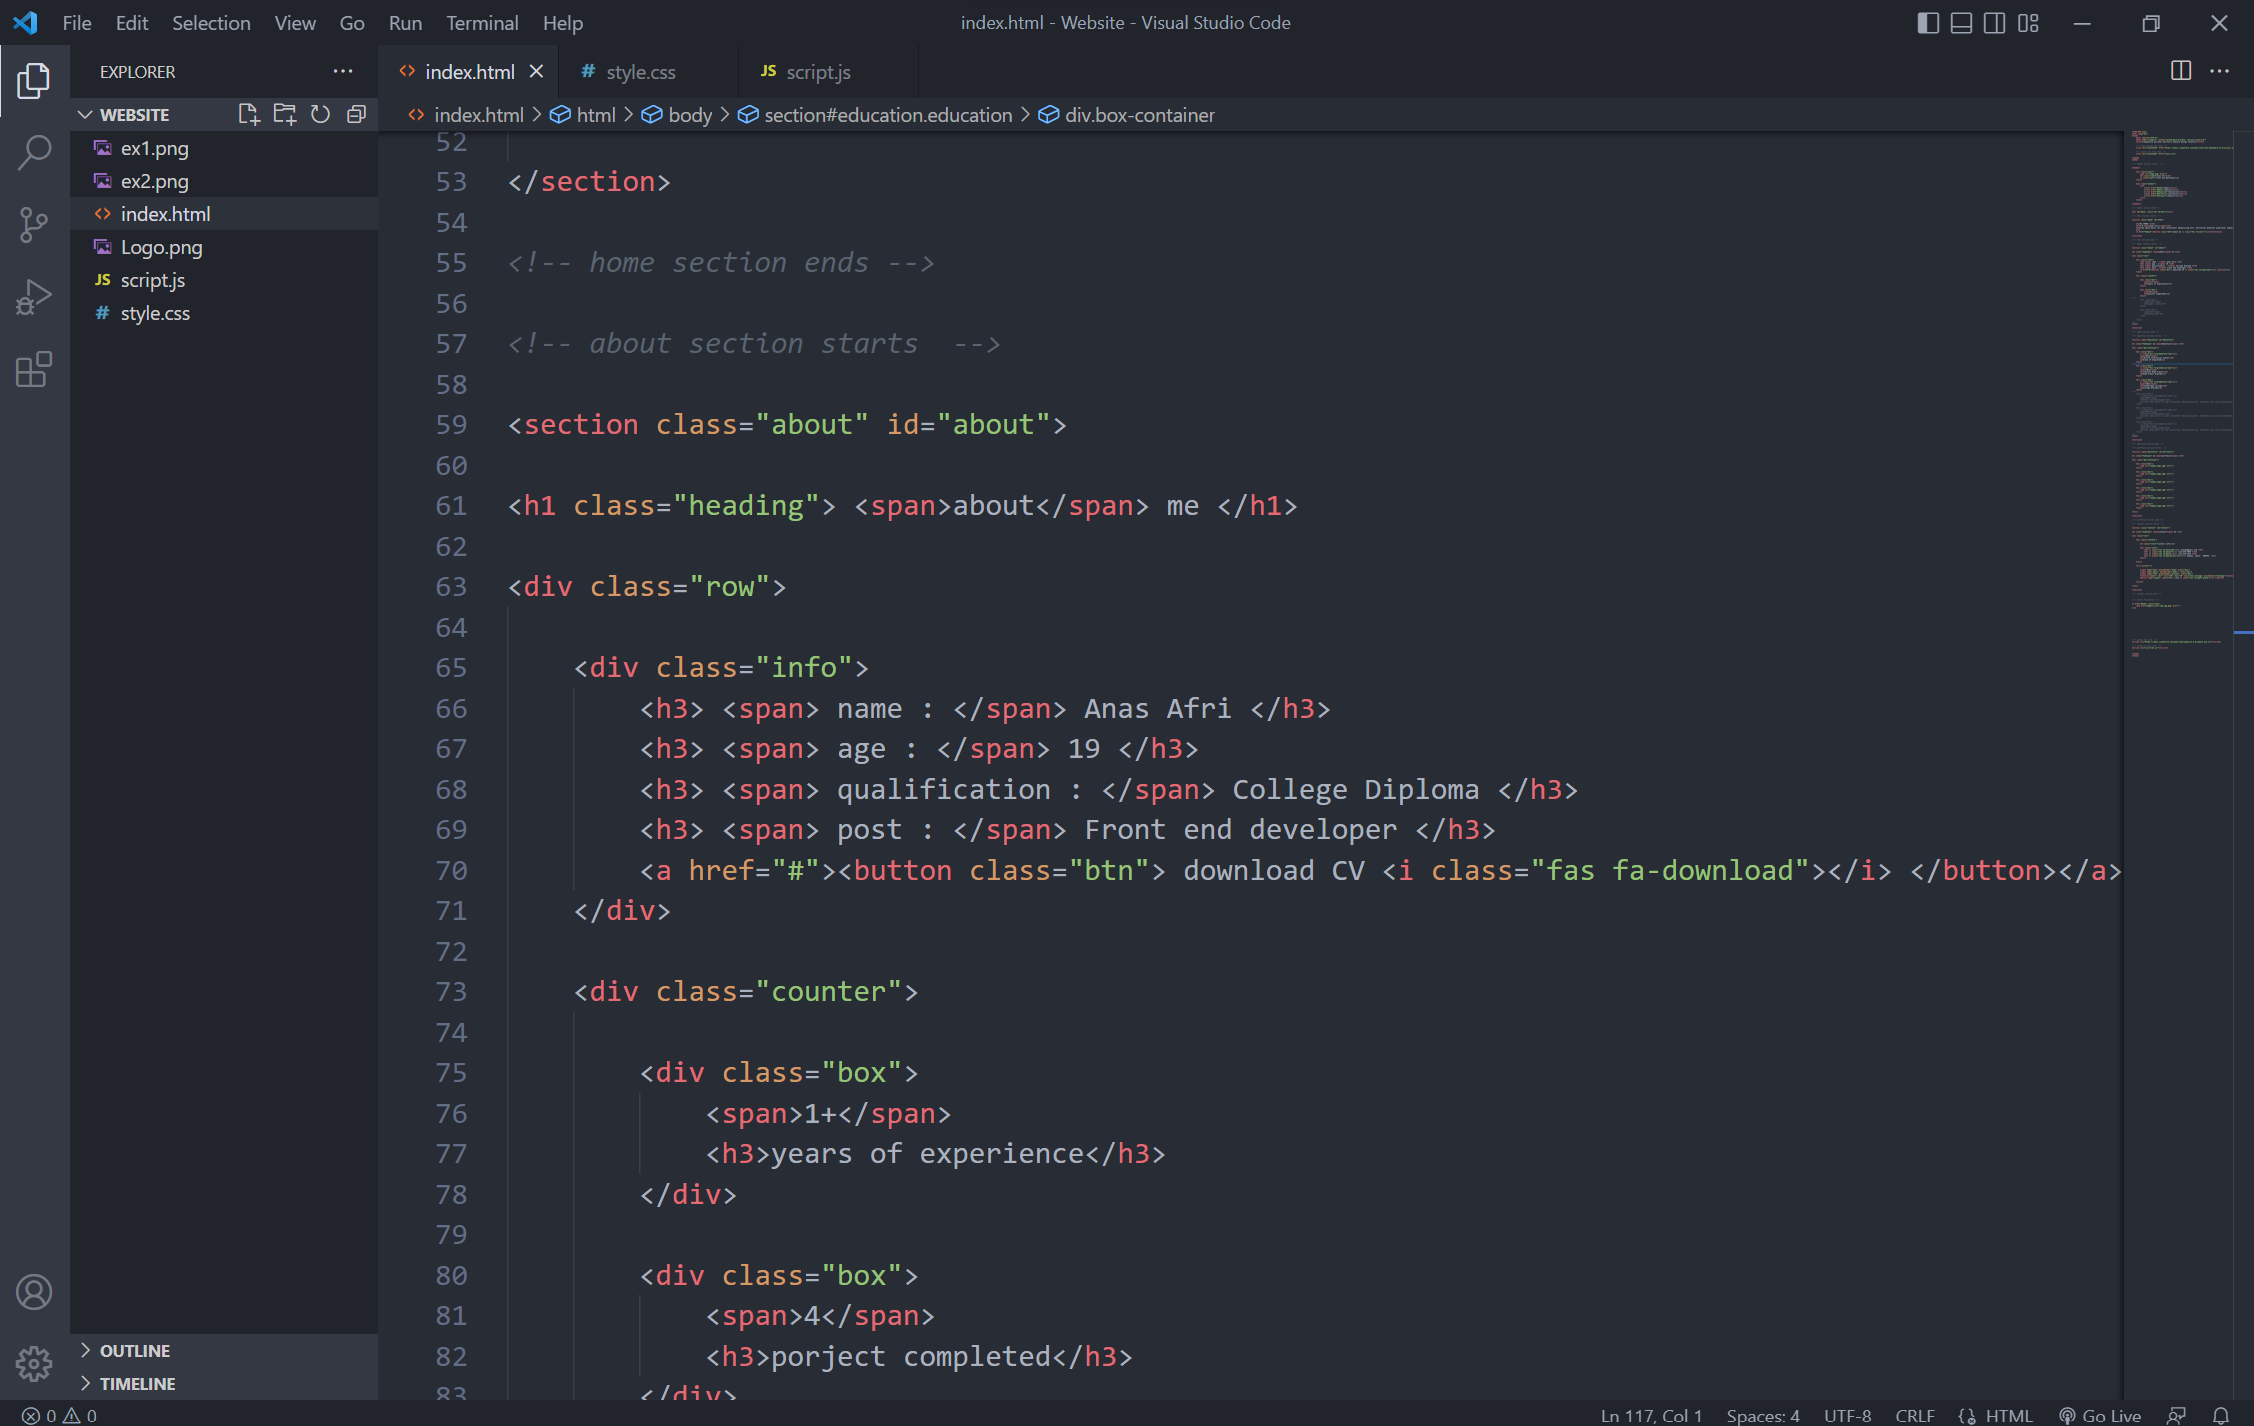 File Edit Selection View Go Run Terminal Help
index.html - Website - Visual Studio Code
EXPLORER
WEBSITE
ex1.png
ex2.png
index.html
Logo.png
script.js
style.css
OUTLINE
TIMELINE
index.html
style.css
script.js
index.html > html > body > section#education.education > div.box-container
52
53 </section>
54
55 <!-- home section ends -->
56
57 <!-- about section starts  -->
58
59 <section class="about" id="about">
60
61 <h1 class="heading"> <span>about</span> me </h1>
62
63 <div class="row">
64
65     <div class="info">
66         <h3> <span> name : </span> Anas Afri </h3>
67         <h3> <span> age : </span> 19 </h3>
68         <h3> <span> qualification : </span> College Diploma </h3>
69         <h3> <span> post : </span> Front end developer </h3>
70         <a href="#"><button class="btn"> download CV <i class="fas fa-download"></i> </button></a>
71     </div>
72
73     <div class="counter">
74
75         <div class="box">
76             <span>1+</span>
77             <h3>years of experience</h3>
78         </div>
79
80         <div class="box">
81             <span>4</span>
82             <h3>porject completed</h3>
83         </div>
0 0
Ln 117, Col 1 Spaces: 4 UTF-8 CRLF HTML Go Live